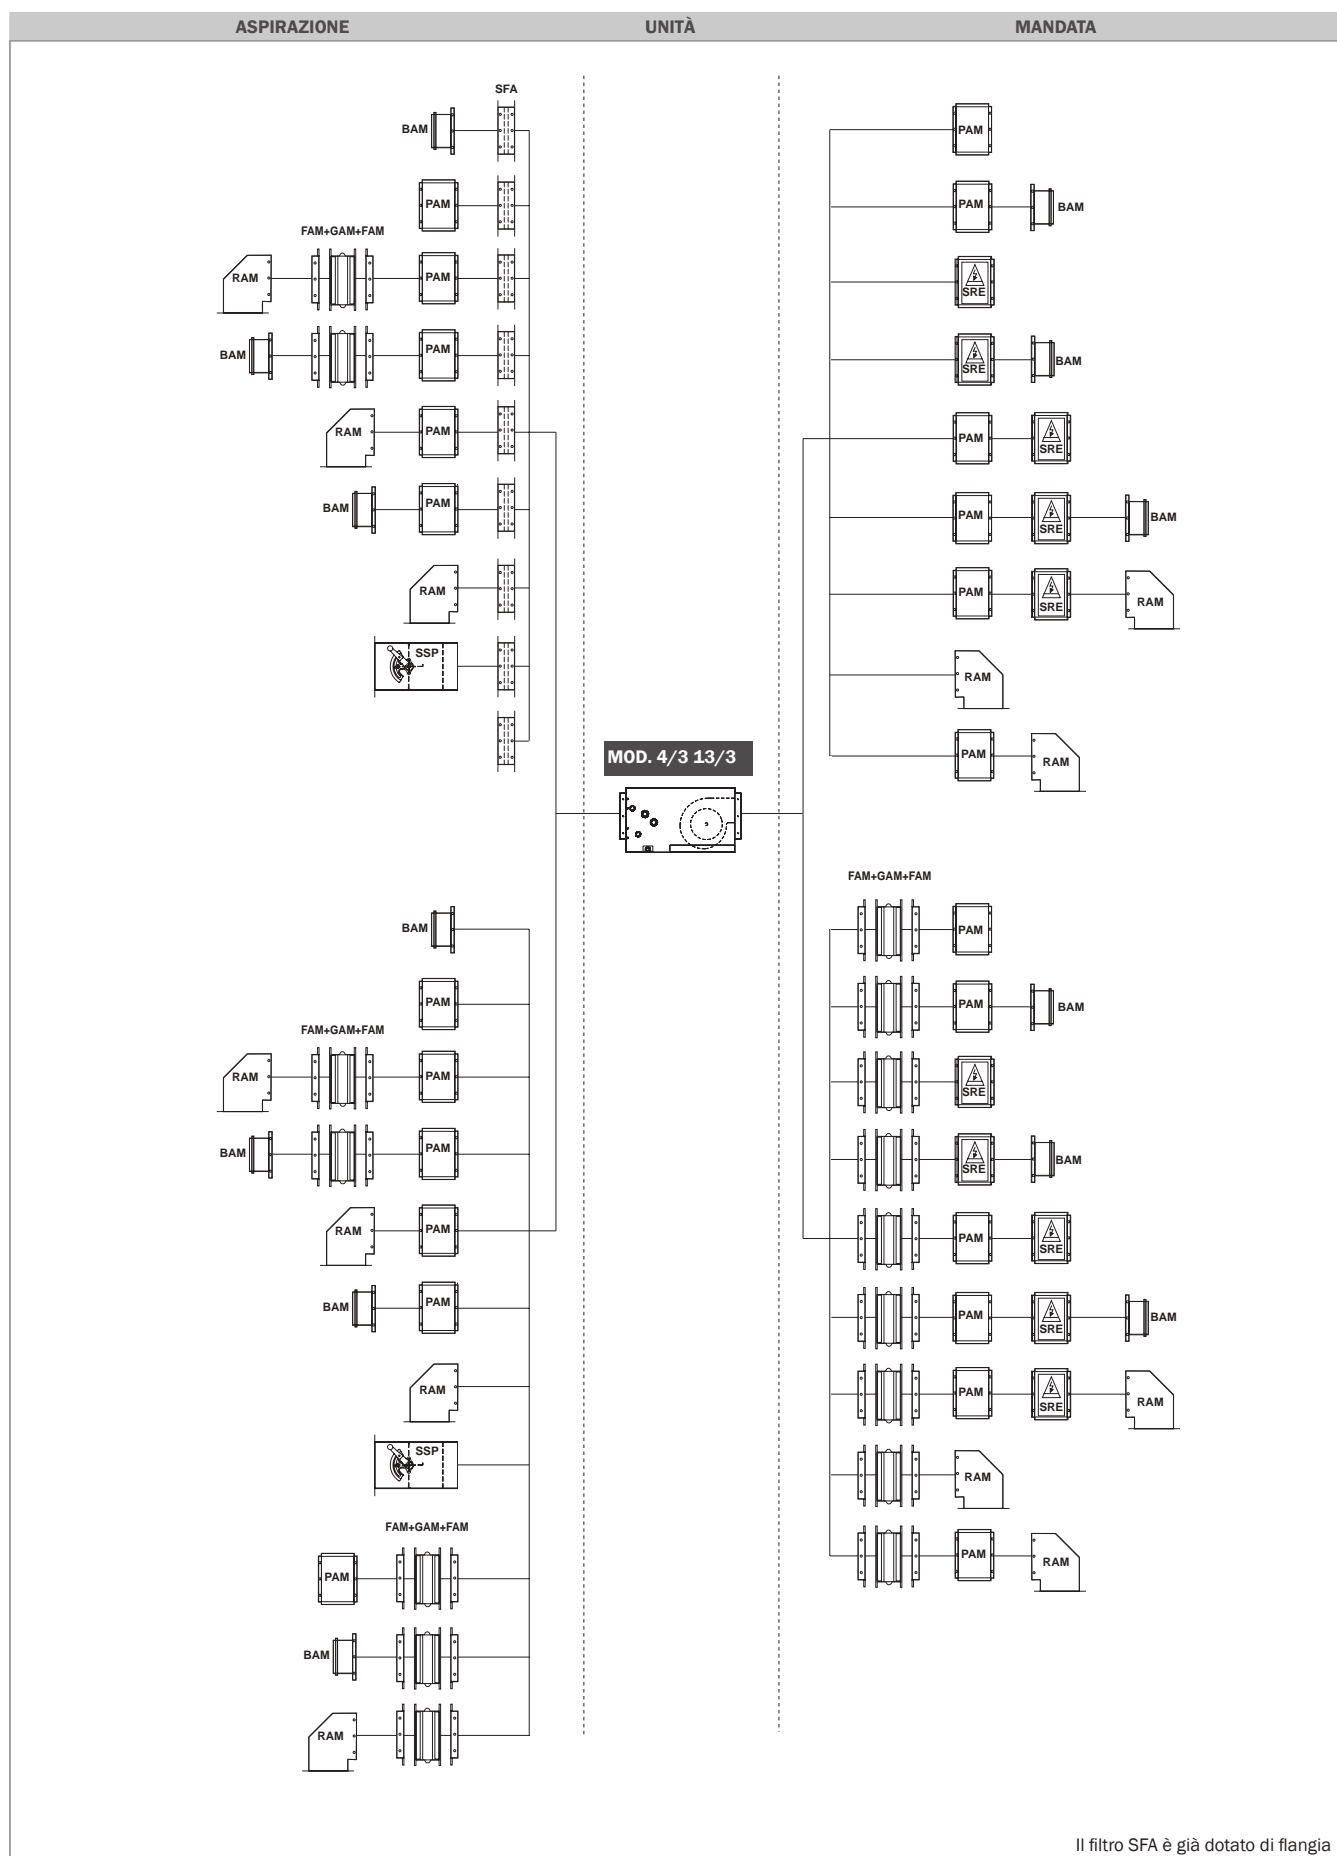 ASPIRAZIONE UNITÀ MANDATA
SFA
BAM
PAM
FAM+GAM+FAM
RAM PAM
BAM PAM
RAM PAM
BAM PAM
RAM
SSP
PAM
PAM BAM
SRE
SRE BAM
PAM SRE
PAM SRE BAM
PAM SRE RAM
RAM
PAM RAM
MOD. 4/3 13/3
BAM
PAM
FAM+GAM+FAM
RAM PAM
BAM PAM
RAM PAM
BAM PAM
RAM
SSP
FAM+GAM+FAM
PAM
BAM
RAM
FAM+GAM+FAM
PAM
PAM BAM
SRE
SRE BAM
PAM SRE
PAM SRE BAM
PAM SRE RAM
RAM
PAM RAM
Il filtro SFA è già dotato di flangia